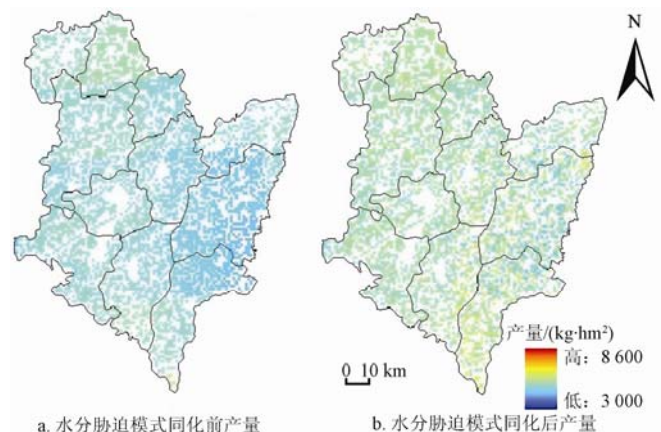 N
产量/(kg·hm²)
高：8 600
低：3 000
0 10 km
a. 水分胁迫模式同化前产量
b. 水分胁迫模式同化后产量